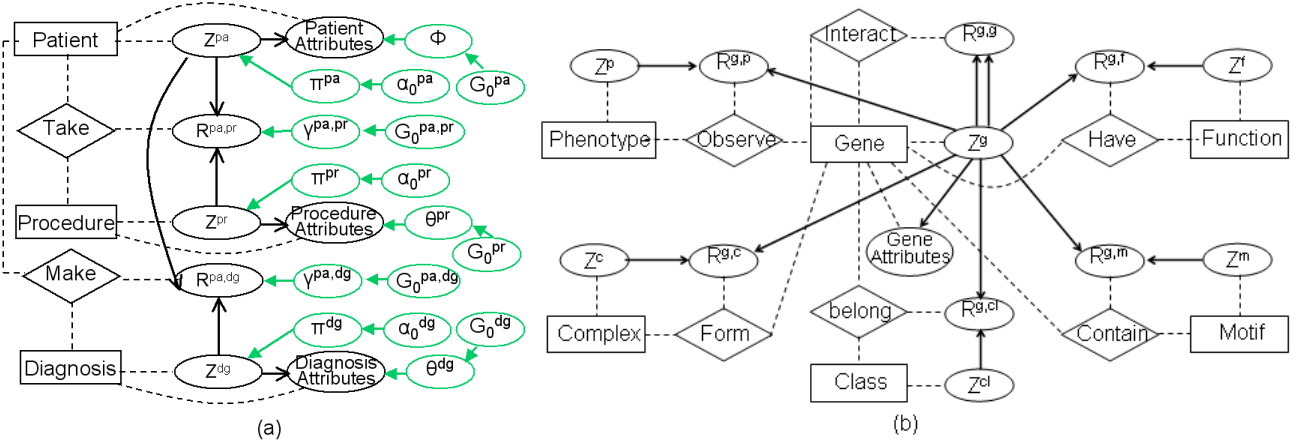 Patient
Z^pa
Patient
Attributes
Φ
π^pa
α₀^pa
G₀^pa
Take
R^pa,pr
γ^pa,pr
G₀^pa,pr
π^pr
α₀^pr
Procedure
Z^pr
Procedure
Attributes
θ^pr
G₀^pr
Make
R^pa,dg
γ^pa,dg
G₀^pa,dg
π^dg
α₀^dg
G₀^dg
Diagnosis
Z^dg
Diagnosis
Attributes
θ^dg
(a)
Interact
R^g,g
Z^p
R^g,p
R^g,f
Z^f
Phenotype
Observe
Gene
Z^g
Have
Function
Z^c
R^g,c
Gene
Attributes
R^g,m
Z^m
Complex
Form
belong
R^g,cl
Contain
Motif
Class
Z^cl
(b)